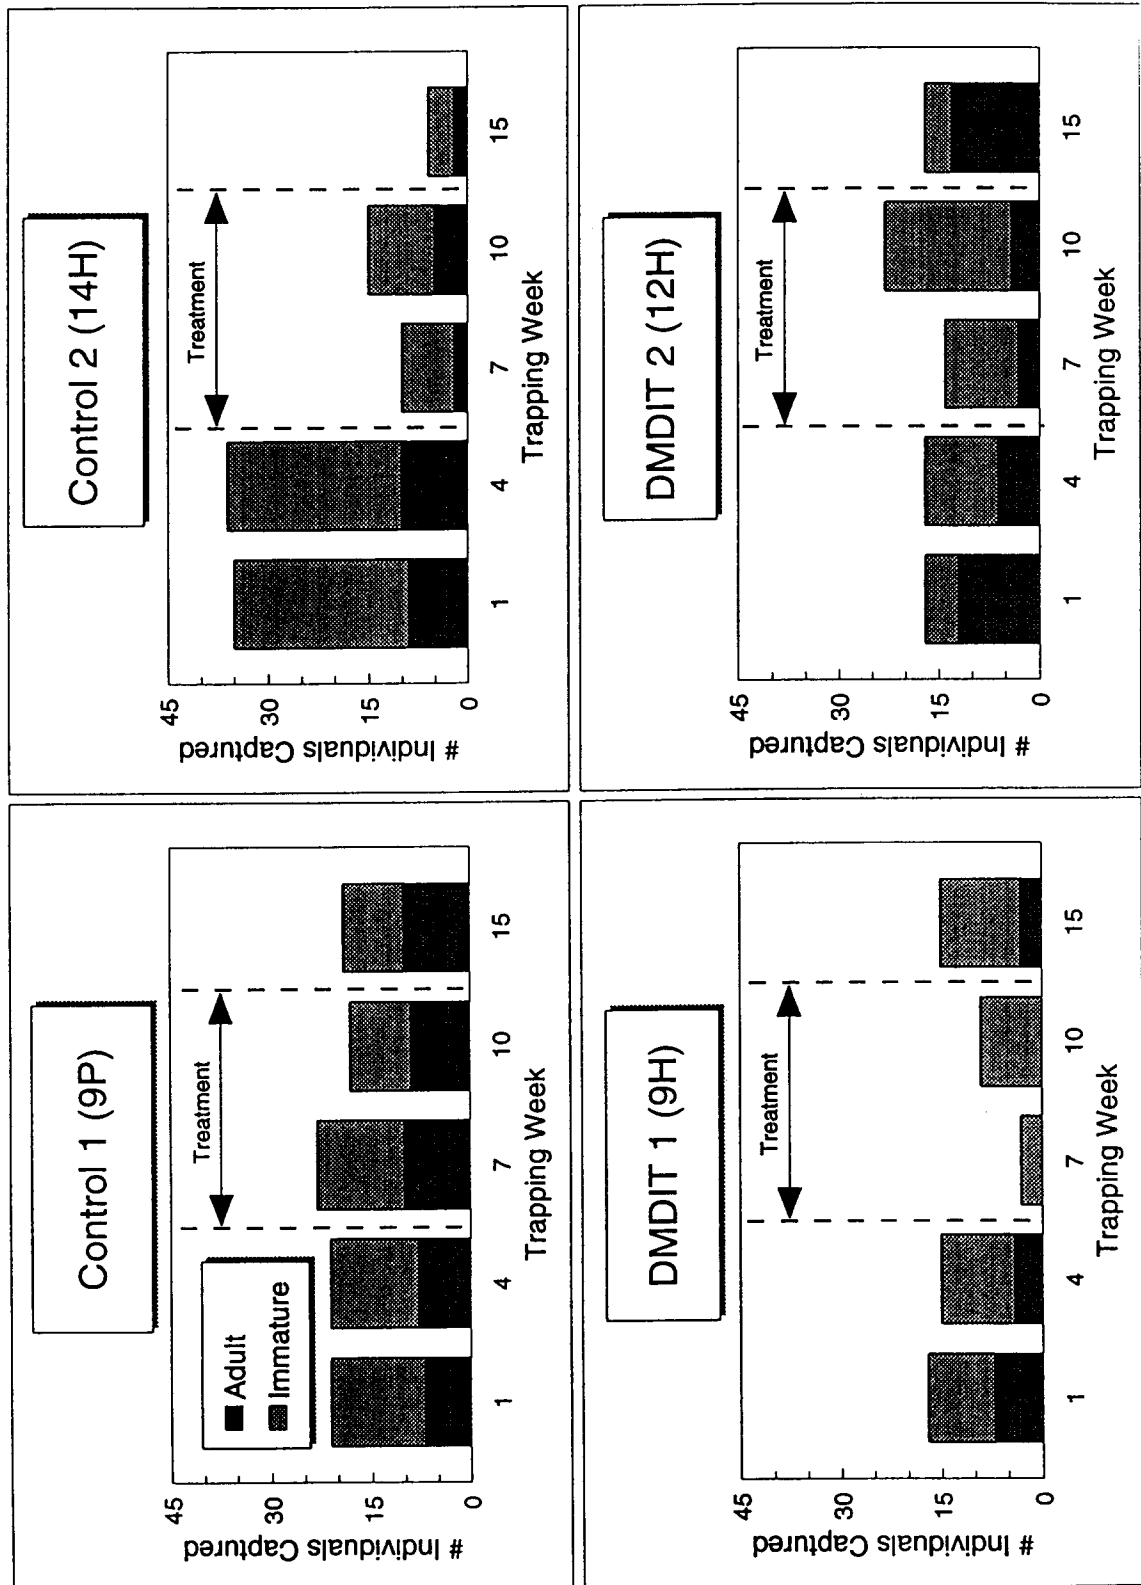 Control 1 (9P)
# Individuals Captured
45
30
15
0
Adult
Immature
Treatment
1 4 7 10 15
Trapping Week
Control 2 (14H)
# Individuals Captured
45
30
15
0
Treatment
1 4 7 10 15
Trapping Week
DMDIT 1 (9H)
# Individuals Captured
45
30
15
0
Treatment
1 4 7 10 15
Trapping Week
DMDIT 2 (12H)
# Individuals Captured
45
30
15
0
Treatment
1 4 7 10 15
Trapping Week